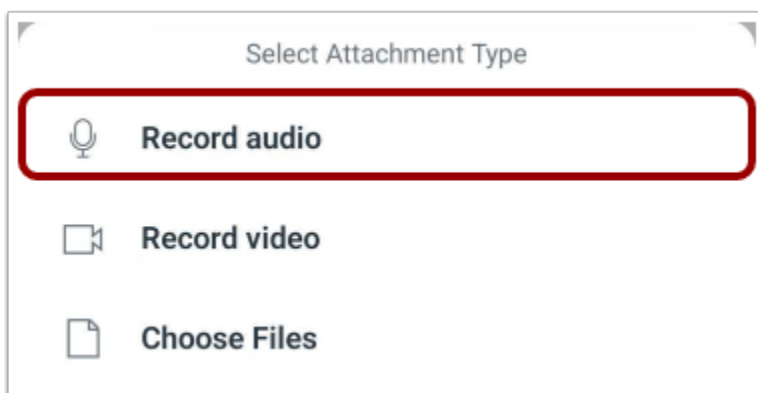 Select Attachment Type
Record audio
Record video
Choose Files